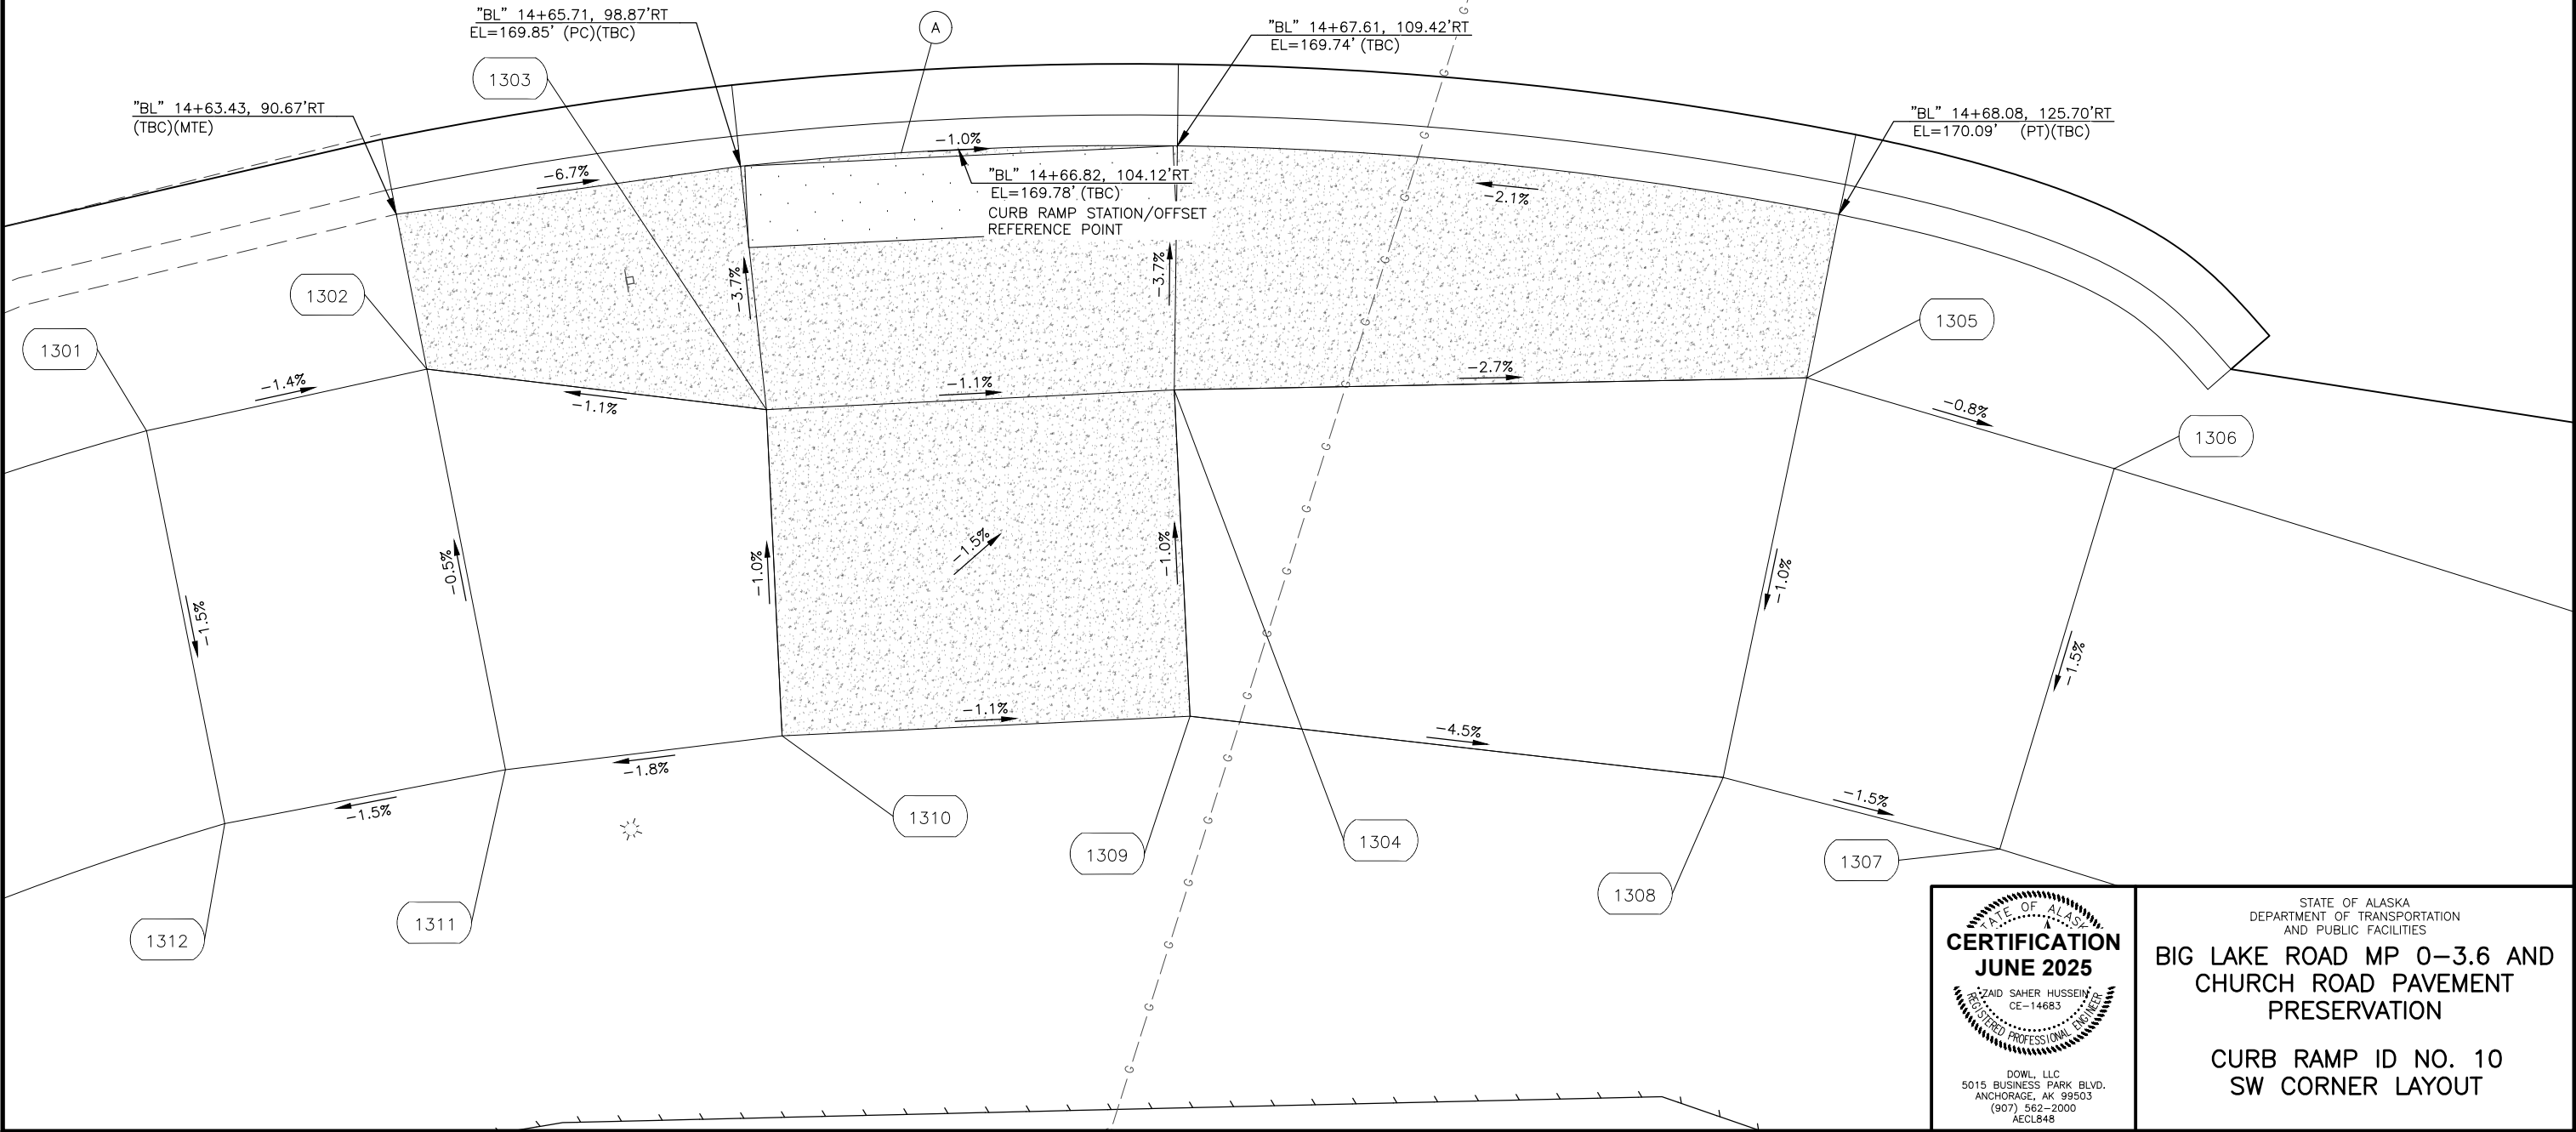 "BL" 14+65.71, 98.87'RT
EL=169.85' (PC)(TBC)
A
"BL" 14+67.61, 109.42'RT
EL=169.74' (TBC)
G
1303
G
"BL" 14+63.43, 90.67'RT
(TBC)(MTE)
"BL" 14+68.08, 125.70'RT
EL=170.09' (PT)(TBC)
G
-1.0%
-6.7%
"BL" 14+66.82, 104.12'RT
EL=169.78' (TBC)
CURB RAMP STATION/OFFSET
REFERENCE POINT
-2.1%
G
G
-3.7%
-3.7%
1302
1305
G
1301
-1.4%
-1.1%
-1.1%
-2.7%
G
-0.8%
1306
G
G
-1.5%
-0.5%
-1.0%
-1.5%
-1.0%
G
-1.0%
G
-1.5%
G
-1.1%
-4.5%
-1.8%
G
-1.5%
-1.5%
1310
G
1309
1304
1307
G
1308
1311
1312
G
G
G
STATE OF ALASKA
CERTIFICATION
JUNE 2025
ZAID SAHER HUSSEIN
CE-14683
REGISTERED PROFESSIONAL ENGINEER
DOWL, LLC
5015 BUSINESS PARK BLVD.
ANCHORAGE, AK 99503
(907) 562-2000
AECL848
STATE OF ALASKA
DEPARTMENT OF TRANSPORTATION
AND PUBLIC FACILITIES
BIG LAKE ROAD MP 0-3.6 AND
CHURCH ROAD PAVEMENT
PRESERVATION
CURB RAMP ID NO. 10
SW CORNER LAYOUT